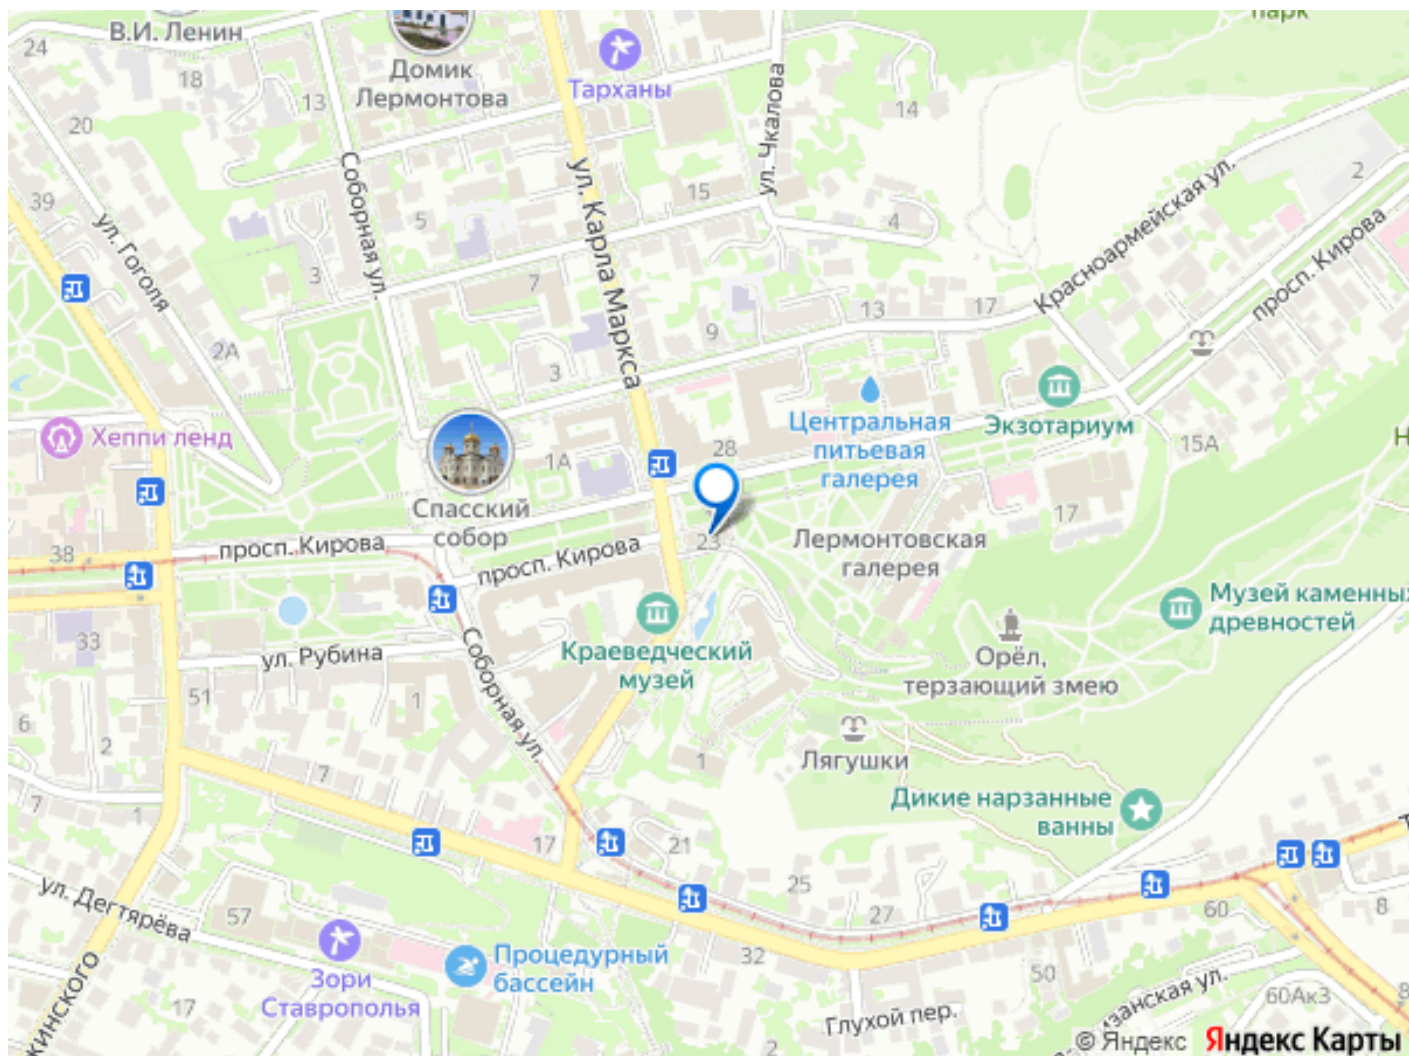 парк
24
В.И. Ленин
18
13
20
Домик
Лермонтова
Тарханы
14
ул. Чкалова
2
39
ул. Гоголя
Соборная ул.
5
3
7
ул. Карла Маркса
15
4
Красноармейская ул.
просп. Кирова
2А
13
17
9
3
Хеппи ленд
1А
28
Центральная
питьевая
галерея
Экзотариум
15А
Н
Спасский
собор
38
просп. Кирова
просп. Кирова
23
Лермонтовская
галерея
17
33
ул. Рубина
Соборная ул.
Краеведческий
музей
Музей каменных
древностей
Орёл,
терзающий змею
51
1
6
2
7
7
1
Лягушки
Дикие нарзанные
ванны
17
21
25
27
ул. Дегтярёва
57
Зори
Ставрополья
Процедурный
бассейн
32
50
60
8
17
2
Глухой пер.
60Ак3
8
© Яндекс Яндекс Карты